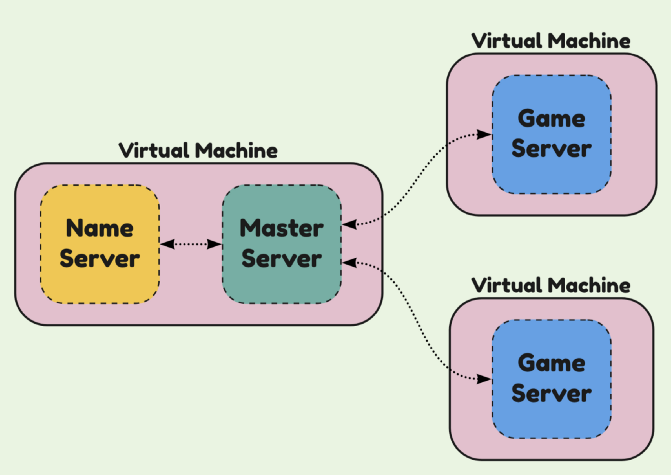 Virtual Machine
Name
Server
Master
Server
Virtual Machine
Game
Server
Virtual Machine
Game
Server